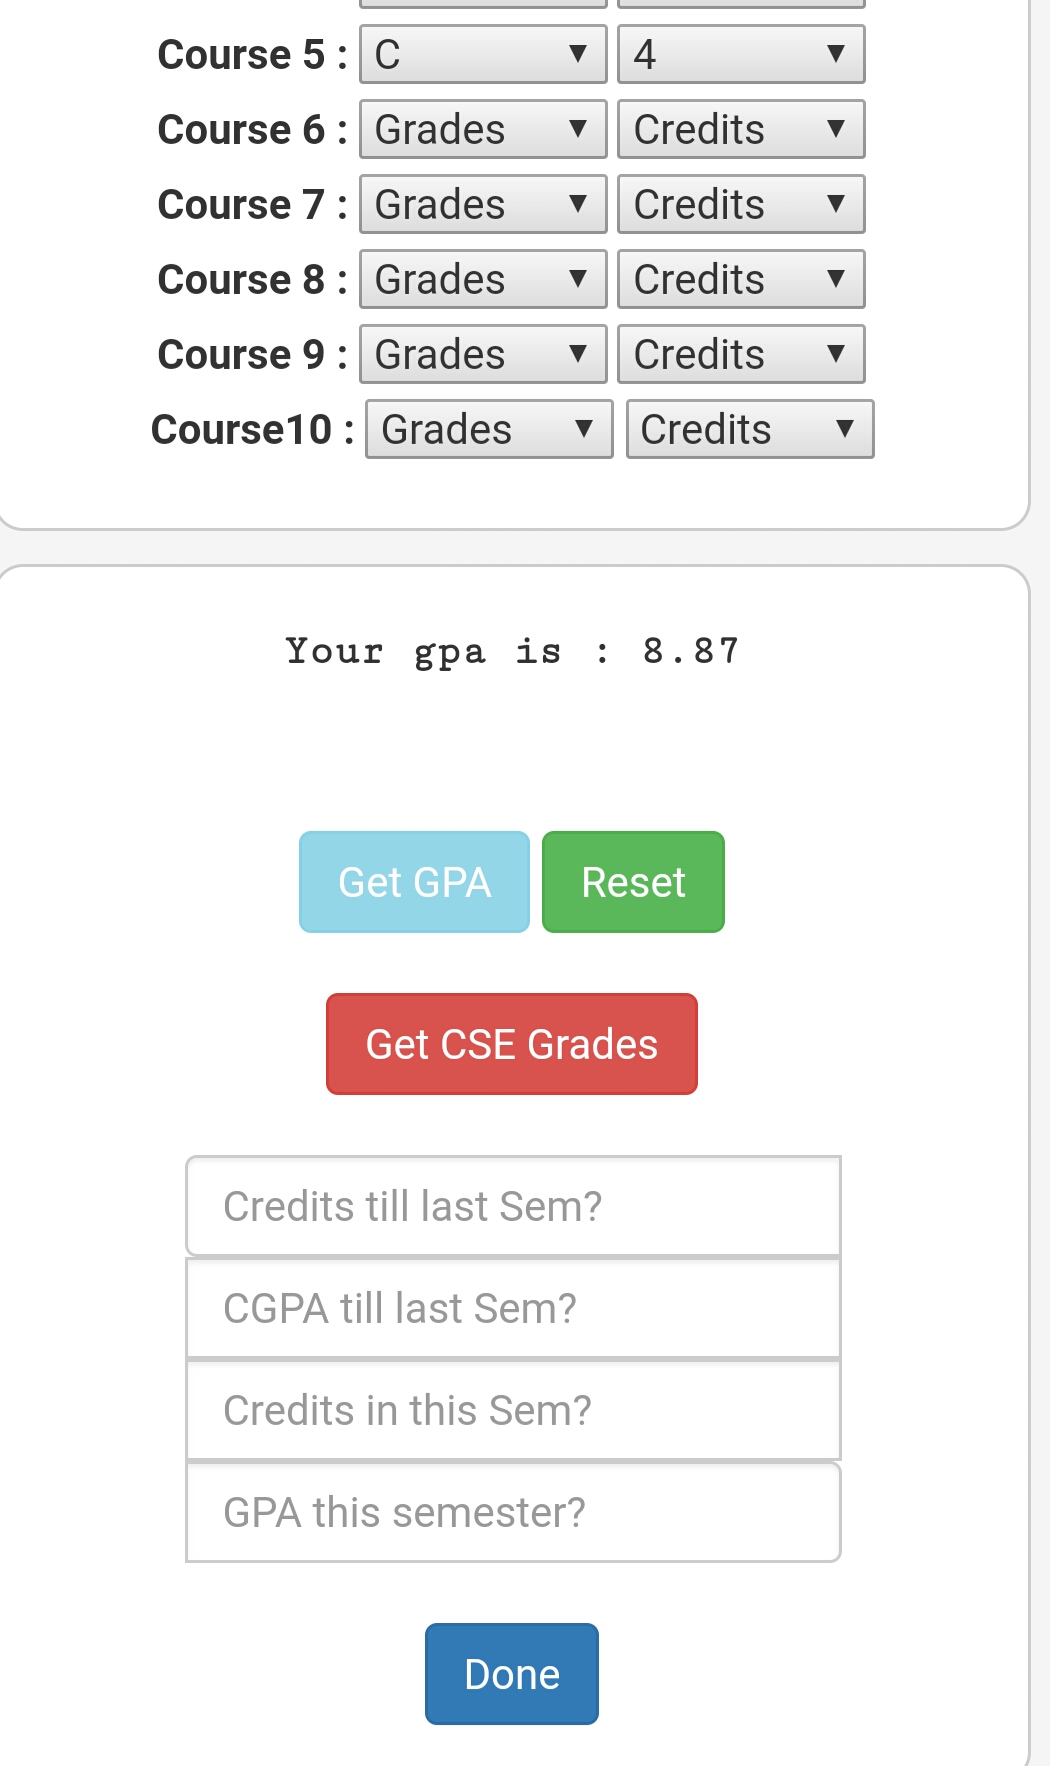 Course 5 : C 4
Course 6 : Grades Credits
Course 7 : Grades Credits
Course 8 : Grades Credits
Course 9 : Grades Credits
Course10 : Grades Credits
Your gpa is : 8.87
Get GPA Reset
Get CSE Grades
Credits till last Sem?
CGPA till last Sem?
Credits in this Sem?
GPA this semester?
Done